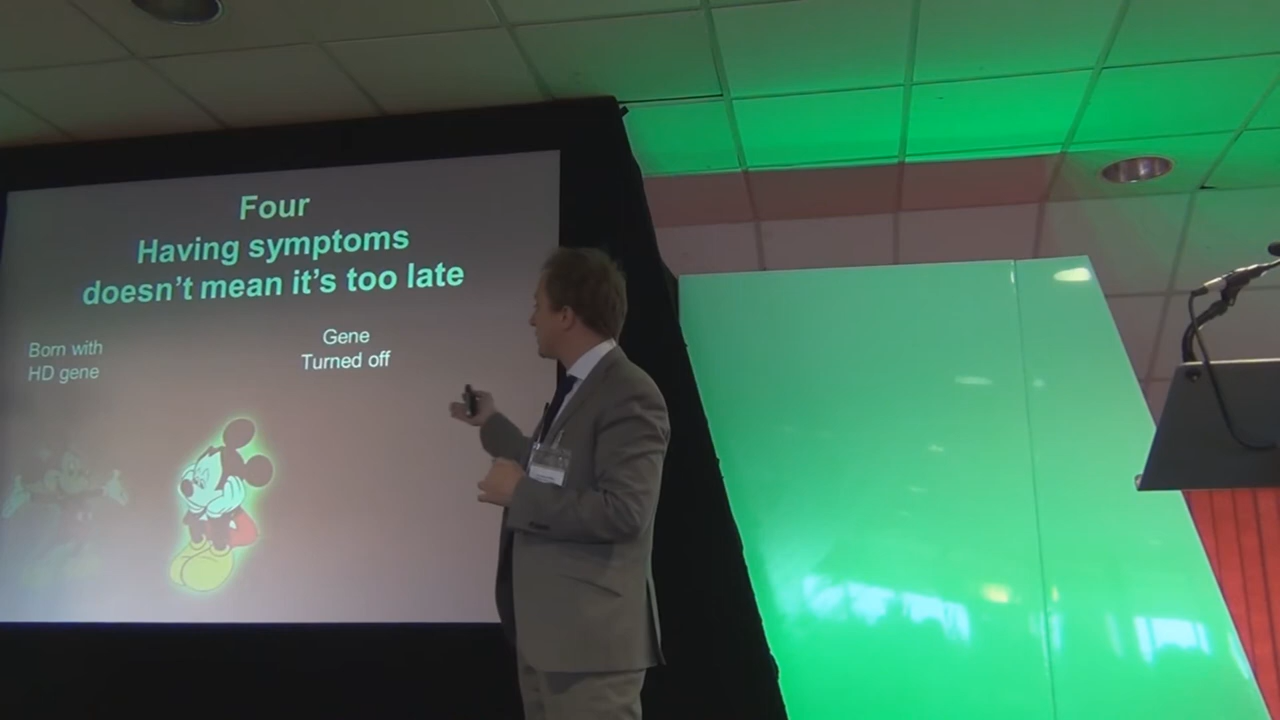 Four
Having symptoms
doesn't mean it's too late
Born with
HD gene
Gene
Turned off